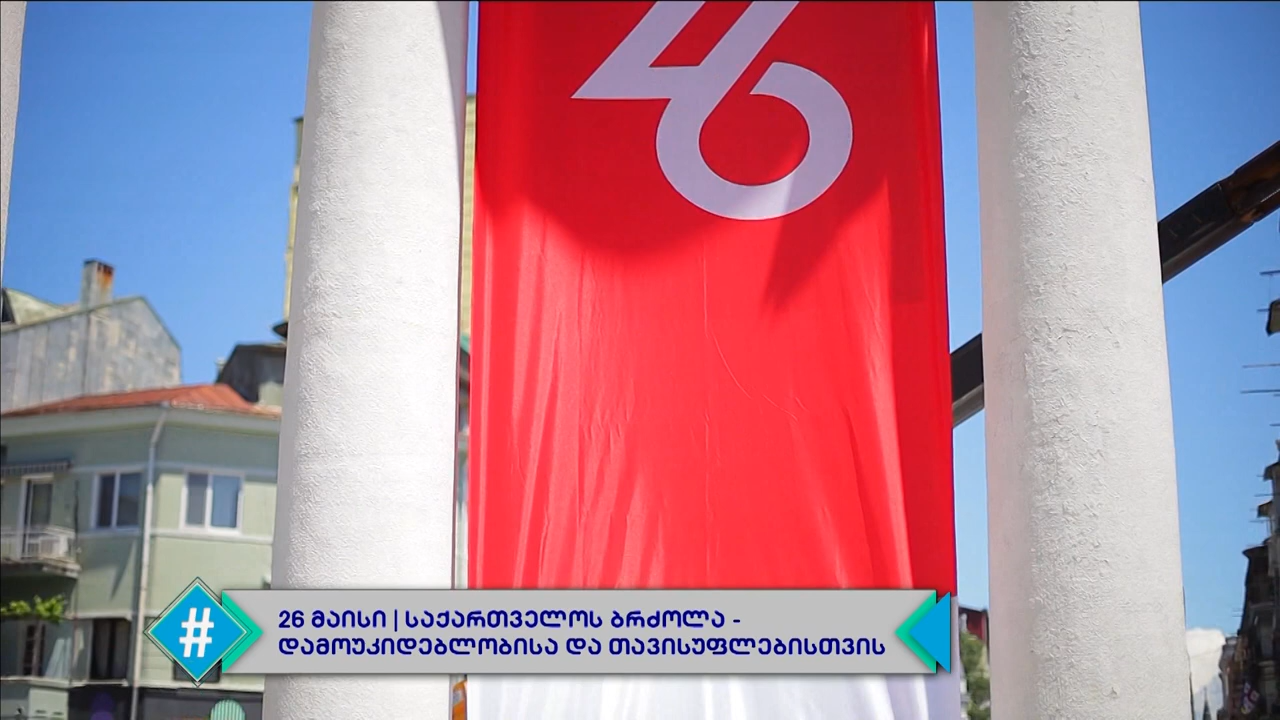 26
#
26 მაისი | საქართველოს ბრძოლა -
დამოუკიდებლობისა და თავისუფლებისთვის